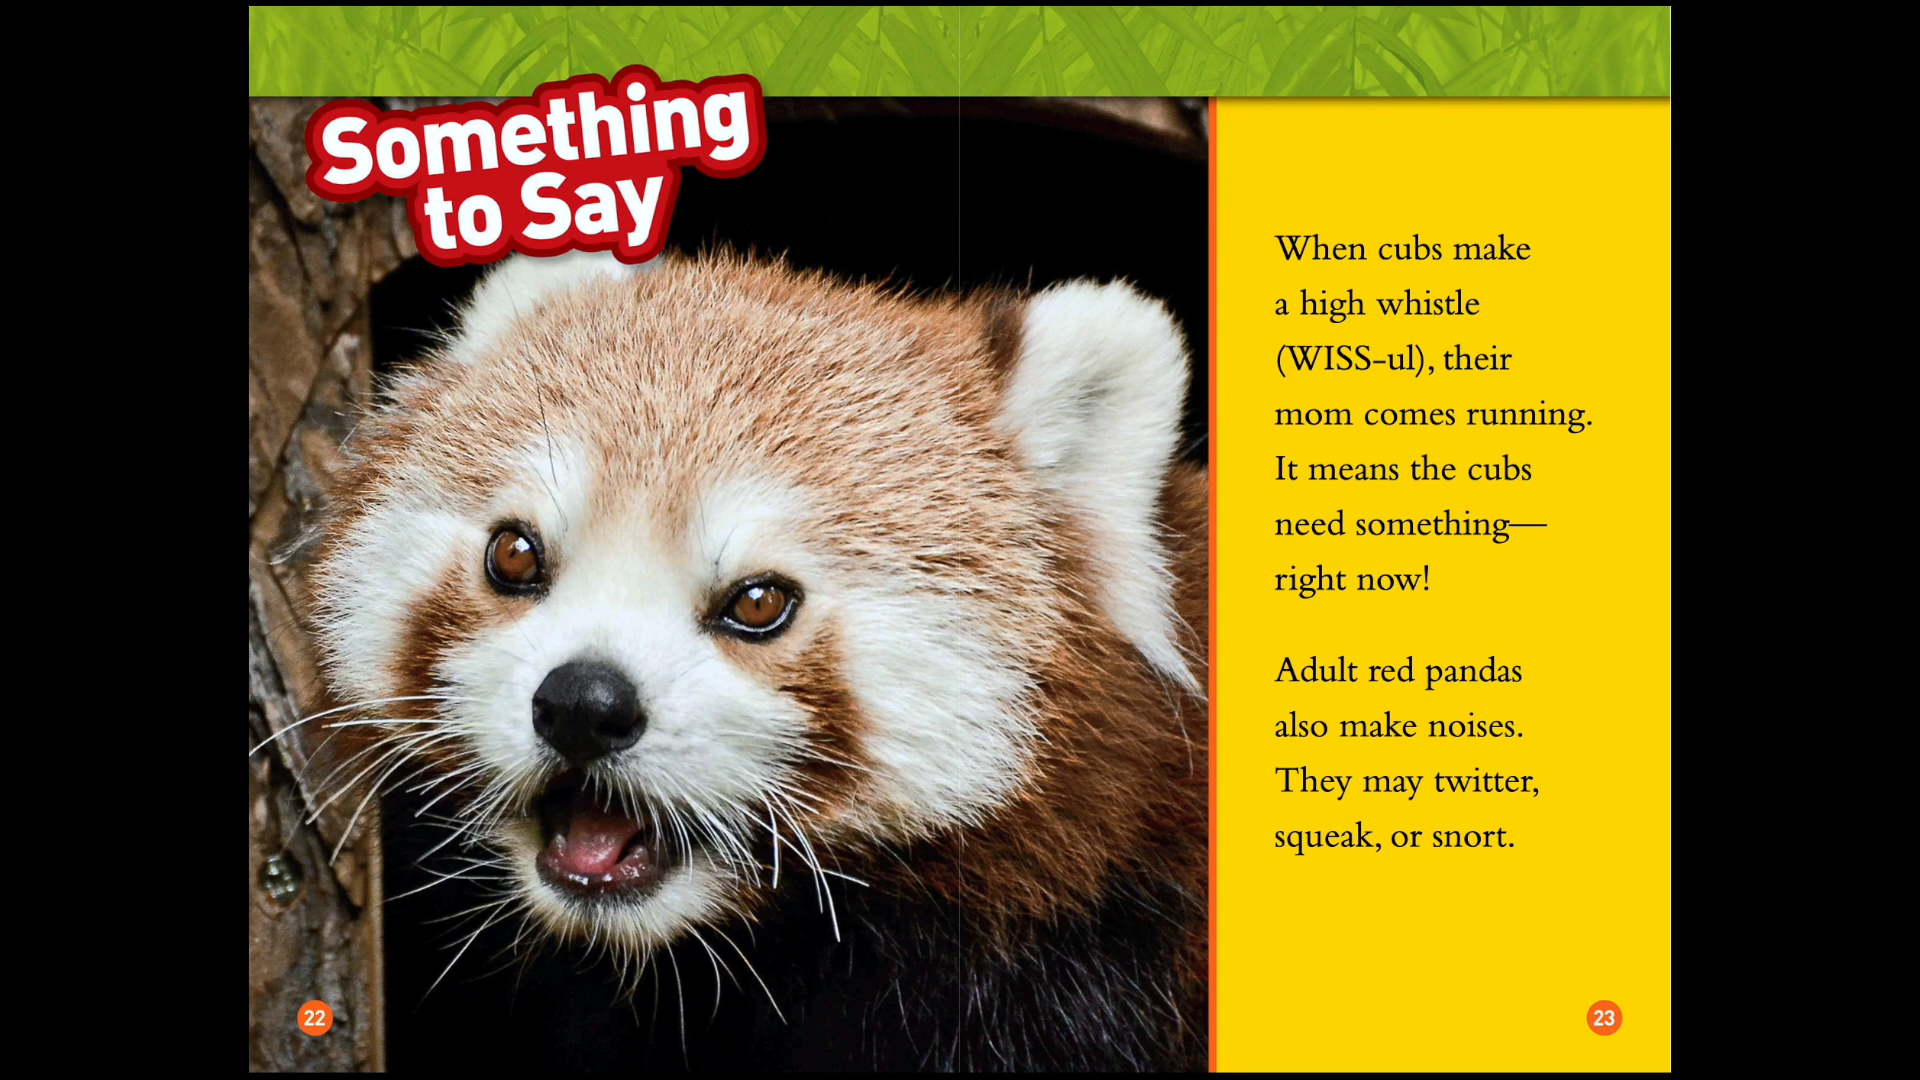 Something
to Say
When cubs make
a high whistle
(WISS-ul), their
mom comes running.
It means the cubs
need something—
right now!
Adult red pandas
also make noises.
They may twitter,
squeak, or snort.
22
23